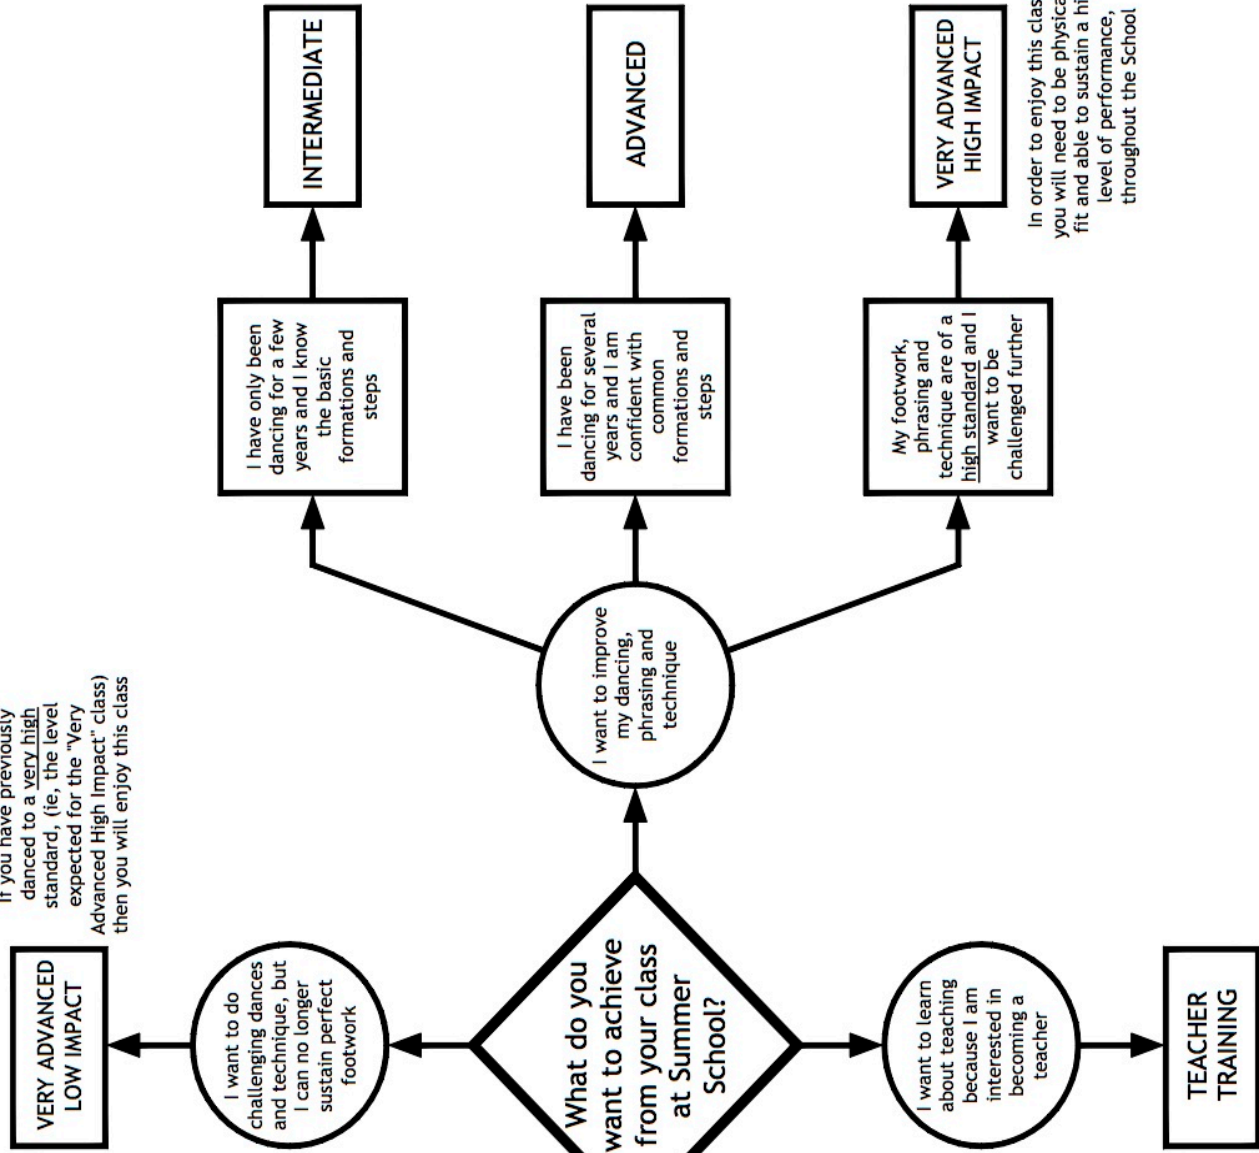 VERY ADVANCED
LOW IMPACT
If you have previously
danced to a very high
standard, (ie, the level
expected for the "Very
Advanced High Impact" class)
then you will enjoy this class
I want to do
challenging dances
and technique, but
I can no longer
sustain perfect
footwork
What do you
want to achieve
from your class
at Summer
School?
I want to improve
my dancing,
phrasing and
technique
I have only been
dancing for a few
years and I know
the basic
formations and
steps
INTERMEDIATE
I have been
dancing for several
years and I am
confident with
common
formations and
steps
ADVANCED
My footwork,
phrasing and
technique are of a
high standard and I
want to be
challenged further
VERY ADVANCED
HIGH IMPACT
In order to enjoy this clas
you will need to be physica
fit and able to sustain a hi
level of performance,
throughout the School
I want to learn
about teaching
because I am
interested in
becoming a
teacher
TEACHER
TRAINING